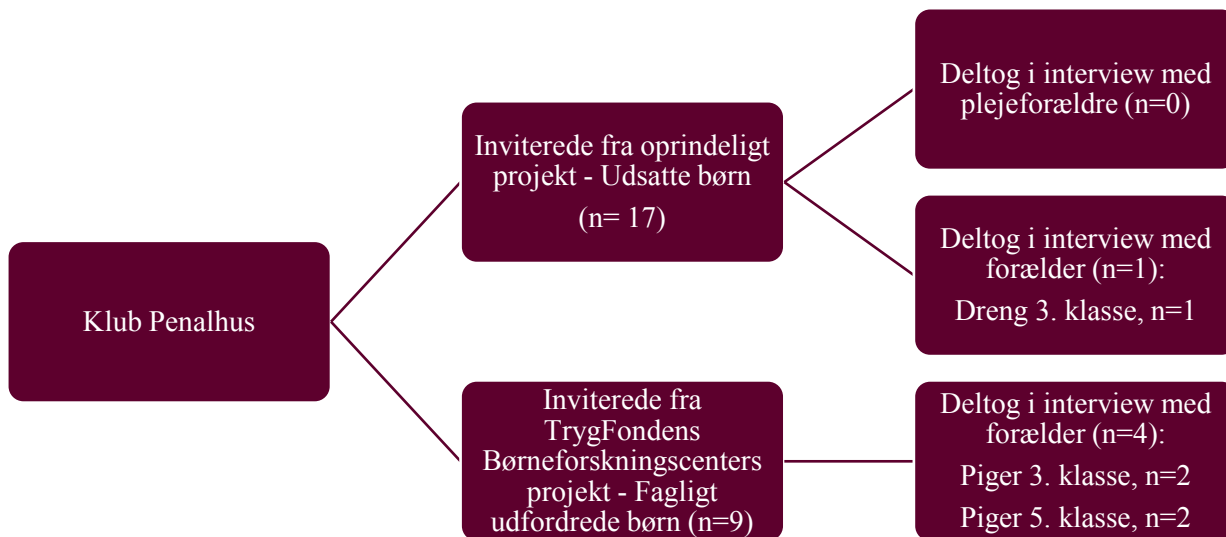 Klub Penalhus
Inviterede fra oprindeligt
projekt - Udsatte børn
(n= 17)
Deltog i interview med
plejeforældre (n=0)
Deltog i interview med
forælder (n=1):
Dreng 3. klasse, n=1
Inviterede fra
TrygFondens
Børneforskningscenters
projekt - Fagligt
udfordrede børn (n=9)
Deltog i interview med
forælder (n=4):
Piger 3. klasse, n=2
Piger 5. klasse, n=2